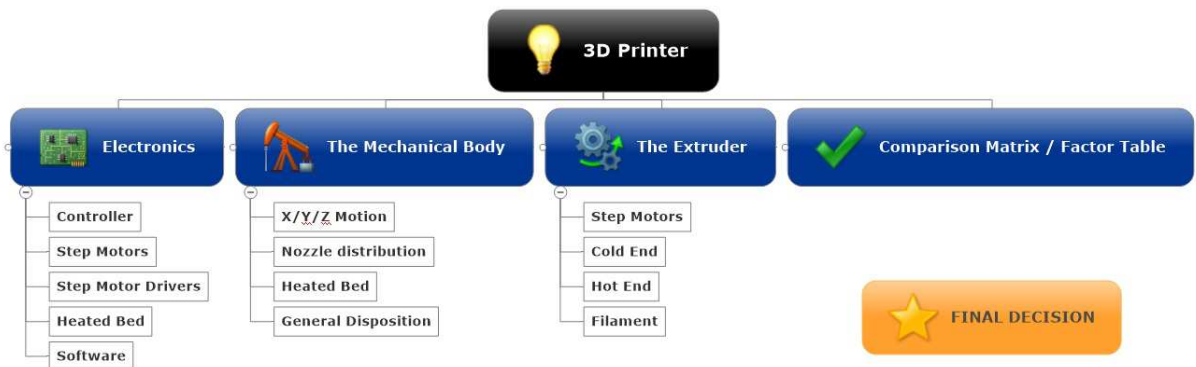 3D Printer
Electronics
The Mechanical Body
The Extruder
Comparison Matrix / Factor Table
Controller
Step Motors
Step Motor Drivers
Heated Bed
Software
X/Y/Z Motion
Nozzle distribution
Heated Bed
General Disposition
Step Motors
Cold End
Hot End
Filament
FINAL DECISION